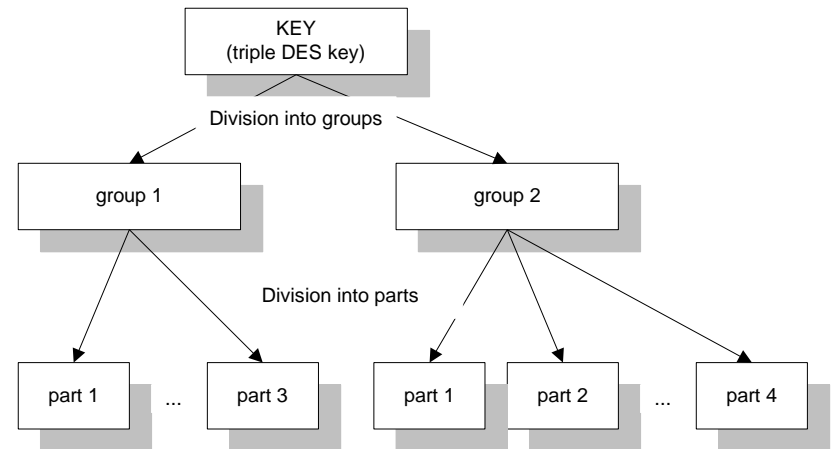 KEY
(triple DES key)
Division into groups
group 1
group 2
Division into parts
part 1
...
part 3
part 1
part 2
...
part 4